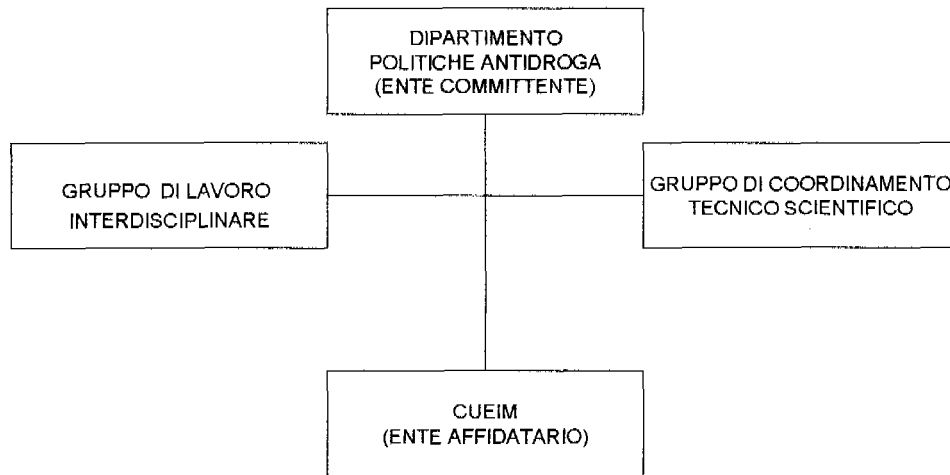 DIPARTIMENTO
POLITICHE ANTIDROGA
(ENTE COMMITTENTE)
GRUPPO DI LAVORO
INTERDISCIPLINARE
GRUPPO DI COORDINAMENTO
TECNICO SCIENTIFICO
CUEIM
(ENTE AFFIDATARIO)